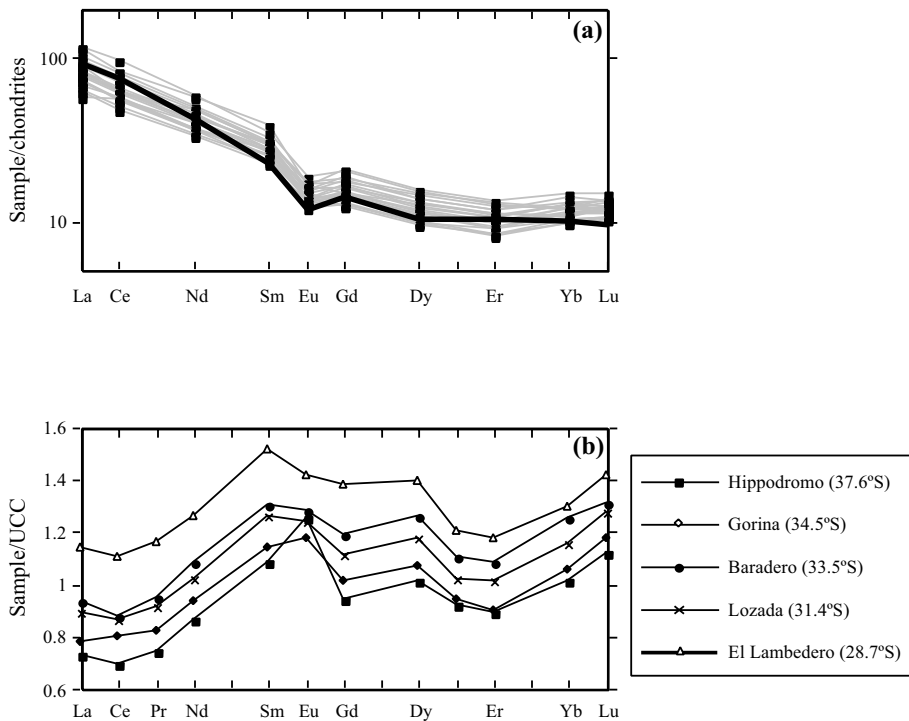 (a)
Sample/chondrites
100
10
La Ce Nd Sm Eu Gd Dy Er Yb Lu
(b)
Sample/UCC
1.6
1.4
1.2
1
0.8
0.6
La Ce Pr Nd Sm Eu Gd Dy Er Yb Lu
Hippodromo (37.6ºS)
Gorina (34.5ºS)
Baradero (33.5ºS)
Lozada (31.4ºS)
El Lambedero (28.7ºS)